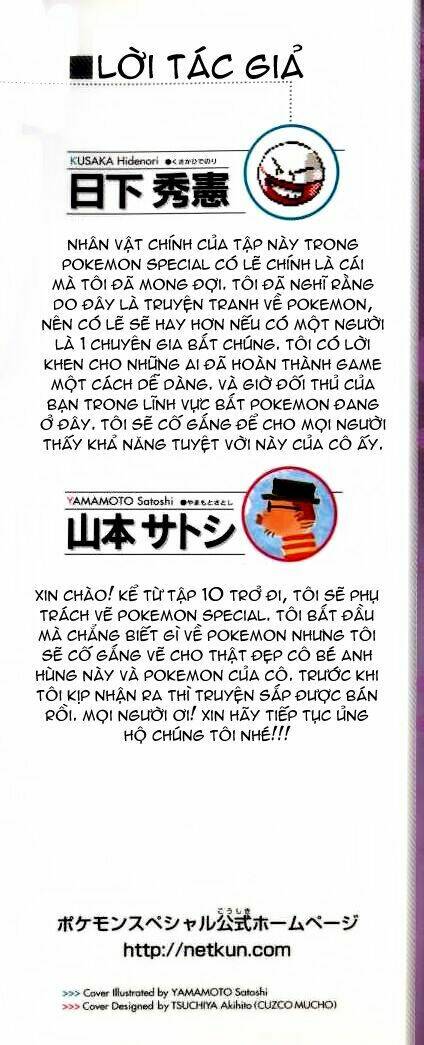 ■LỜI TÁC GIẢ
KUSAKA Hidenori ●くさかひでのり
日下 秀憲
NHÂN VẬT CHÍNH CỦA TẬP NÀY TRONG
POKEMON SPECIAL CÓ LẼ CHÍNH LÀ CÁI
MÀ TÔI ĐÃ MONG ĐỢI. TÔI ĐÃ NGHĨ RẰNG
DO ĐÂY LÀ TRUYỆN TRANH VỀ POKEMON,
NÊN CÓ LẼ SẼ HAY HƠN NẾU CÓ MỘT NGƯỜI
LÀ 1 CHUYÊN GIA BẮT CHÚNG. TÔI CÓ LỜI
KHEN CHO NHỮNG AI ĐÃ HOÀN THÀNH GAME
MỘT CÁCH DỄ DÀNG. VÀ GIỜ ĐỐI THỦ CỦA
BẠN TRONG LĨNH VỰC BẮT POKEMON ĐANG
Ở ĐÂY. TÔI SẼ CỐ GẮNG ĐỂ CHO MỌI NGƯỜI
THẤY KHẢ NĂNG TUYỆT VỜI NÀY CỦA CÔ ẤY.
YAMAMOTO Satoshi ●やまもとさとし
山本 サトシ
XIN CHÀO! KỂ TỪ TẬP 10 TRỞ ĐI, TÔI SẼ PHỤ
TRÁCH VẼ POKEMON SPECIAL. TÔI BẮT ĐẦU
MÀ CHẲNG BIẾT GÌ VỀ POKEMON NHƯNG TÔI
SẼ CỐ GẮNG VẼ CHO THẬT ĐẸP CÔ BÉ ANH
HÙNG NÀY VÀ POKEMON CỦA CÔ. TRƯỚC KHI
TÔI KỊP NHẬN RA THÌ TRUYỆN SẮP ĐƯỢC BÁN
RỒI. MỌI NGƯỜI ƠI! XIN HÃY TIẾP TỤC ỦNG
HỘ CHÚNG TÔI NHÉ!!!
こうしき
ポケモンスペシャル公式ホームページ
http://netkun.com
>>> Cover Illustrated by YAMAMOTO Satoshi
>>> Cover Designed by TSUCHIYA Akihito (CUZCO MUCHO)